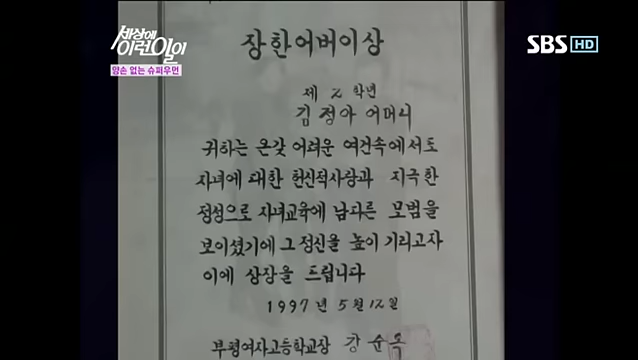 세상에
이런일이
양손 없는 슈퍼우먼
SBS HD
장한어버이상
제 2 학년
김 정 아 어머니
귀하는 온갖 어려운 여건속에서도
자녀에 대한 헌신적사랑과 지극한
정성으로 자녀교육에 남다른 모범을
보이셨기에 그 정신을 높이 기리고자
이에 상장을 드립니다
1997년 5월 12일
부평여자고등학교장 강 순 옥